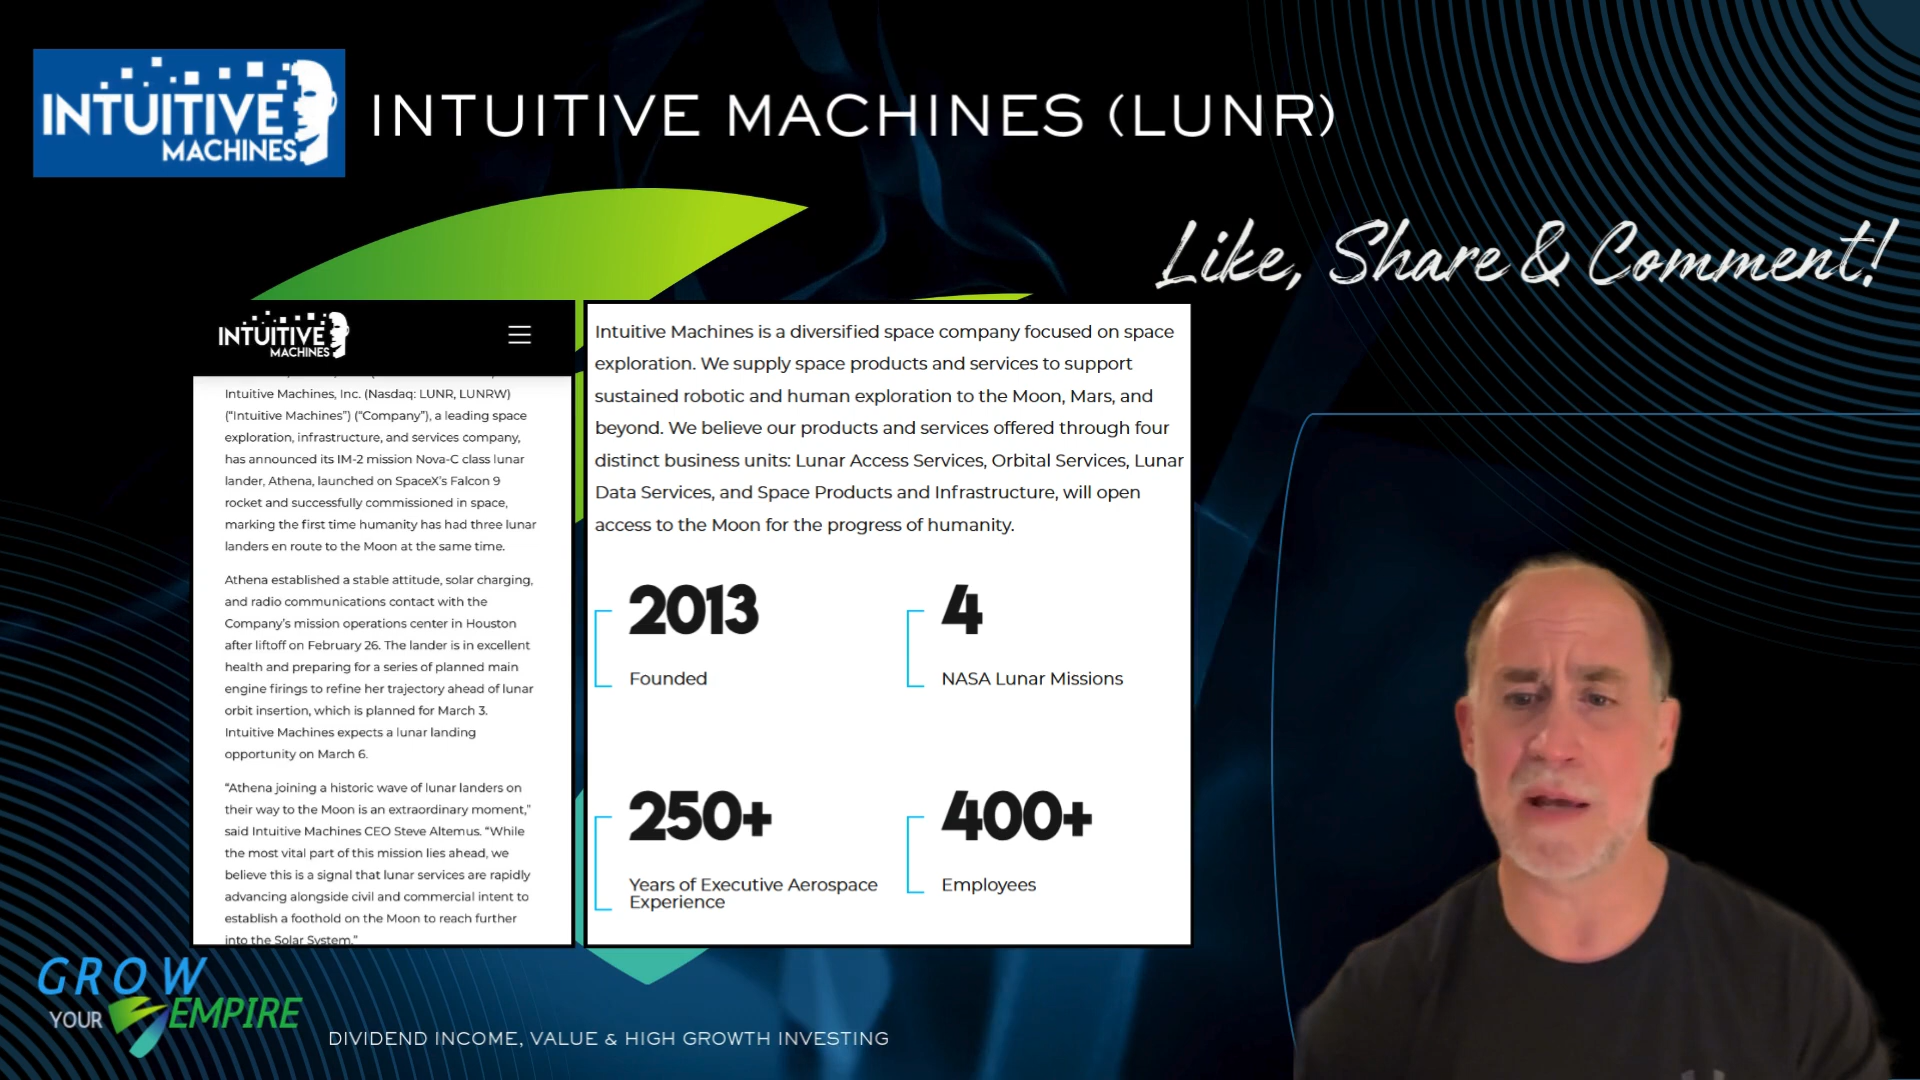 INTUITIVE
MACHINES
INTUITIVE MACHINES (LUNR)
Like, Share & Comment!
INTUITIVE
MACHINES
Intuitive Machines, Inc. (Nasdaq: LUNR, LUNRW)
(“Intuitive Machines”) (“Company”), a leading space
exploration, infrastructure, and services company,
has announced its IM-2 mission Nova-C class lunar
lander, Athena, launched on SpaceX’s Falcon 9
rocket and successfully commissioned in space,
marking the first time humanity has had three lunar
landers en route to the Moon at the same time.
Athena established a stable attitude, solar charging,
and radio communications contact with the
Company’s mission operations center in Houston
after liftoff on February 26. The lander is in excellent
health and preparing for a series of planned main
engine firings to refine her trajectory ahead of lunar
orbit insertion, which is planned for March 3.
Intuitive Machines expects a lunar landing
opportunity on March 6.
“Athena joining a historic wave of lunar landers on
their way to the Moon is an extraordinary moment,”
said Intuitive Machines CEO Steve Altemus. “While
the most vital part of this mission lies ahead, we
believe this is a signal that lunar services are rapidly
advancing alongside civil and commercial intent to
establish a foothold on the Moon to reach further
into the Solar System.”
Intuitive Machines is a diversified space company focused on space
exploration. We supply space products and services to support
sustained robotic and human exploration to the Moon, Mars, and
beyond. We believe our products and services offered through four
distinct business units: Lunar Access Services, Orbital Services, Lunar
Data Services, and Space Products and Infrastructure, will open
access to the Moon for the progress of humanity.
2013
Founded
4
NASA Lunar Missions
250+
Years of Executive Aerospace
Experience
400+
Employees
GROW
YOUR EMPIRE
DIVIDEND INCOME, VALUE & HIGH GROWTH INVESTING